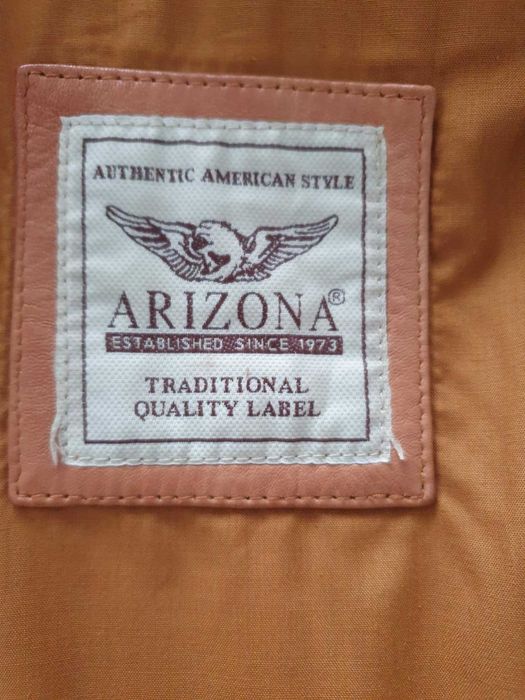 AUTHENTIC AMERICAN STYLE
ARIZONA®
ESTABLISHED SINCE 1973
TRADITIONAL
QUALITY LABEL